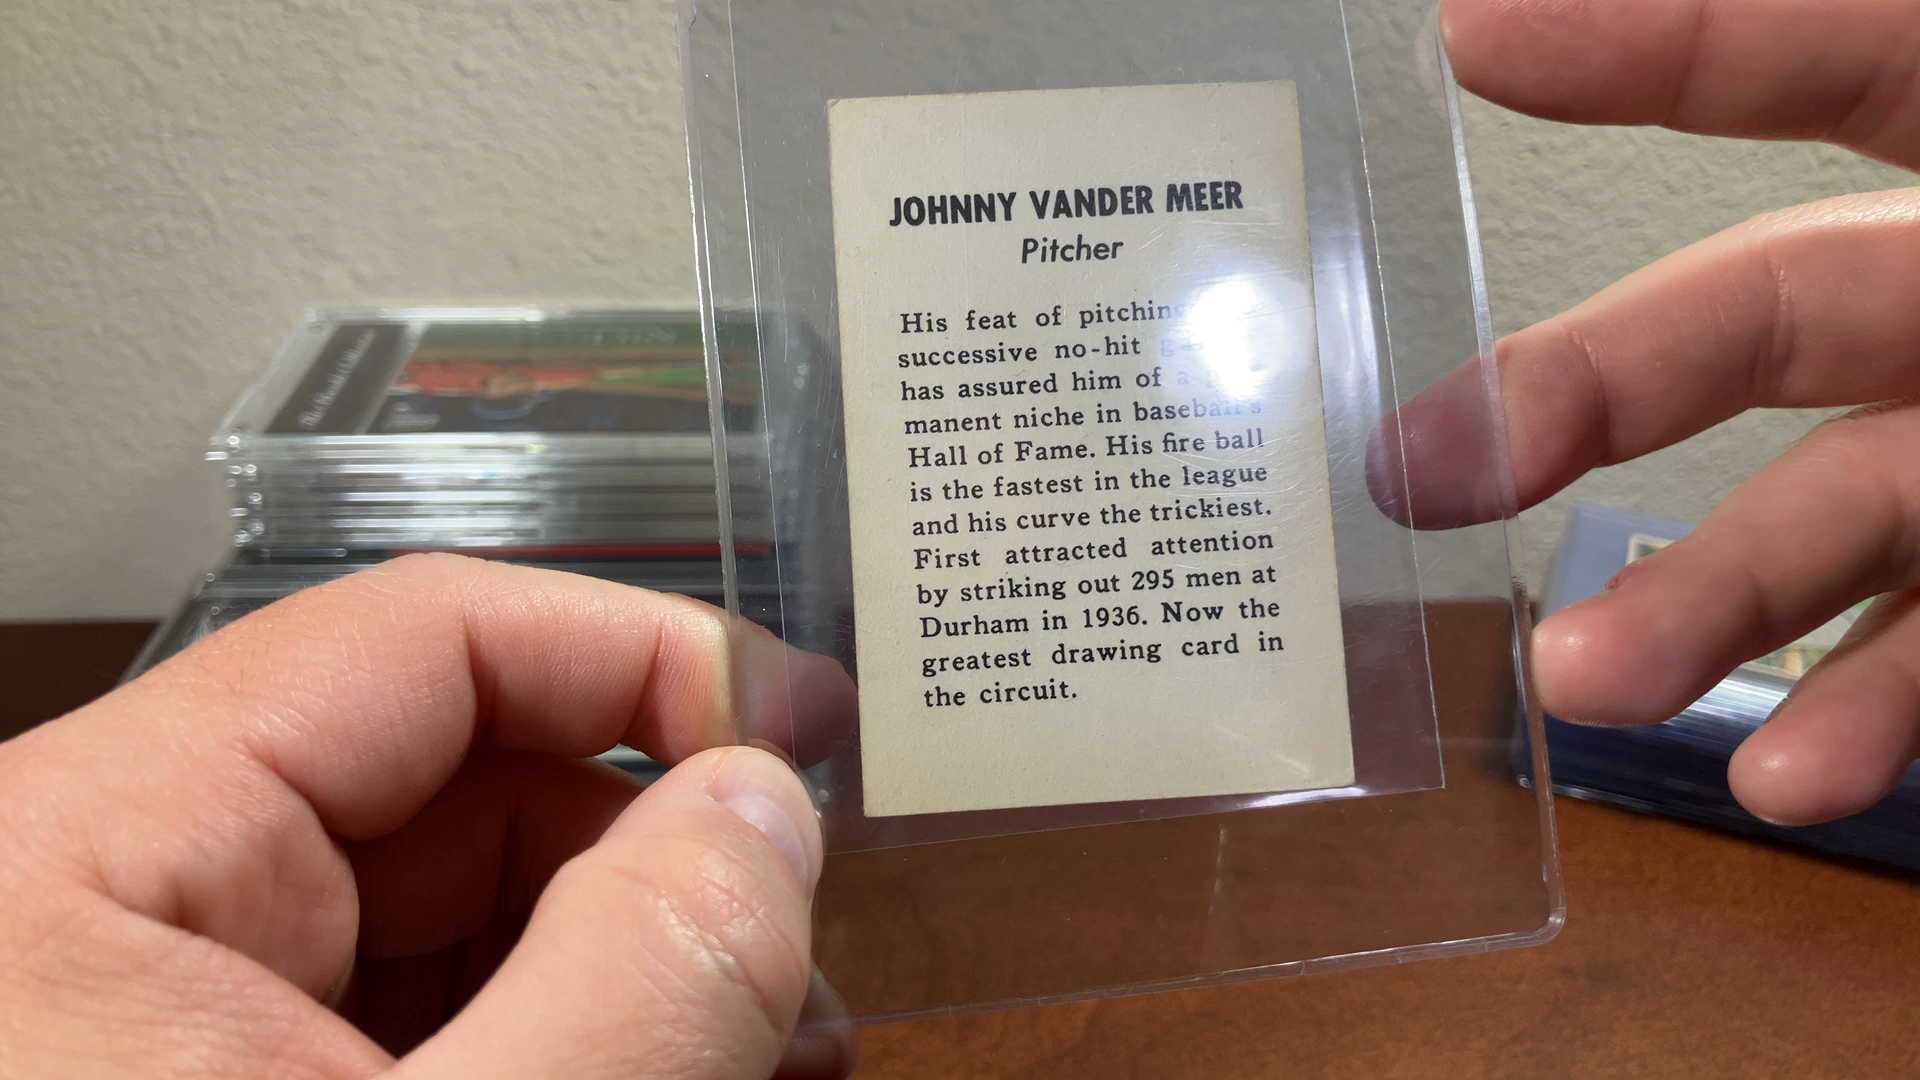 JOHNNY VANDER MEER
Pitcher
His feat of pitching
successive no-hit
has assured him of a
manent niche in baseball's
Hall of Fame. His fire ball
is the fastest in the league
and his curve the trickiest.
First attracted attention
by striking out 295 men at
Durham in 1936. Now the
greatest drawing card in
the circuit.